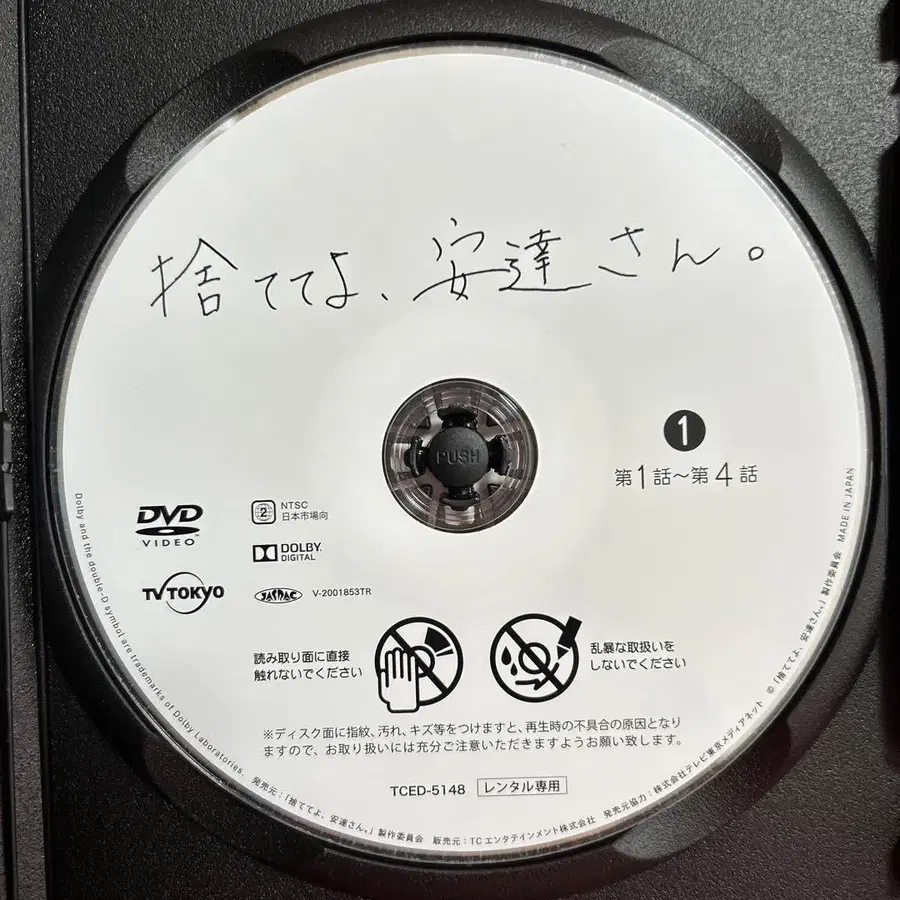 捨ててよ、安達さん。
PUSH
1
第1話~第4話
DVD
VIDEO
2
NTSC
日本市場向
DOLBY
DIGITAL
TV TOKYO
JASRAC
V-2001853TR
読み取り面に直接
触れないでください
乱暴な取扱いを
しないでください
※ディスク面に指紋、汚れ、キズ等をつけますと、再生時の不具合の原因となり
ますので、お取り扱いには充分ご注意いただきますようお願い致します。
TCED-5148 レンタル専用
Dolby and the double-D symbol are trademarks of Dolby Laboratories. 発売元:「捨ててよ、安達さん。」製作委員会 販売元:TCエンタテインメント株式会社 発売元協力:株式会社テレビ東京メディアネット ©「捨ててよ、安達さん。」製作委員会 MADE IN JAPAN